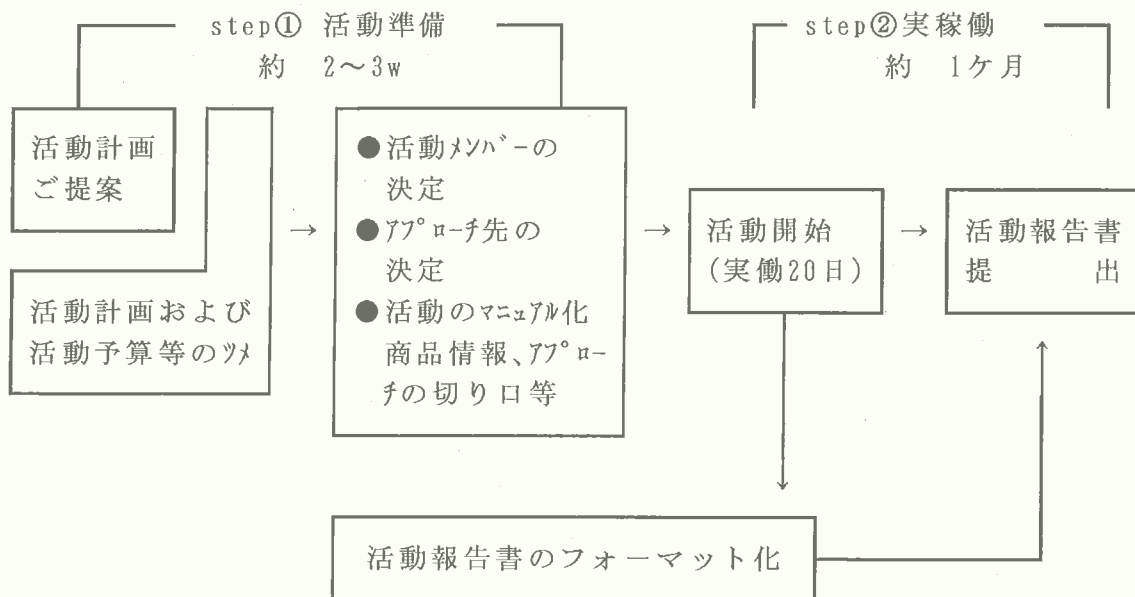 step① 活動準備
約 2～3w
step②実稼働
約 1ケ月
活動計画
ご提案
活動計画および
活動予算等のﾂﾒ
●活動ﾒﾝﾊﾞｰの
決定
●ｱﾌﾟﾛｰﾁ先の
決定
●活動のﾏﾆｭｱﾙ化
商品情報、ｱﾌﾟﾛｰ
ﾁの切り口等
→
→
活動開始
(実働20日)
→
活動報告書
提出
活動報告書のフォーマット化